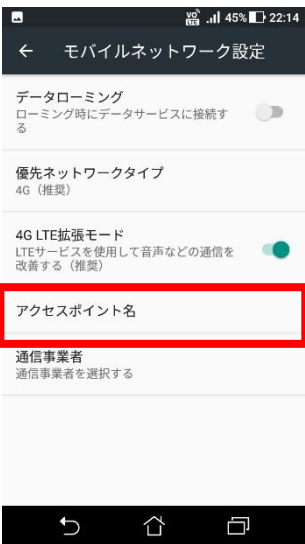 VoLTE 45% 22:14
モバイルネットワーク設定
データローミング
ローミング時にデータサービスに接続す
る
優先ネットワークタイプ
4G（推奨）
4G LTE拡張モード
LTEサービスを使用して音声などの通信を
改善する（推奨）
アクセスポイント名
通信事業者
通信事業者を選択する